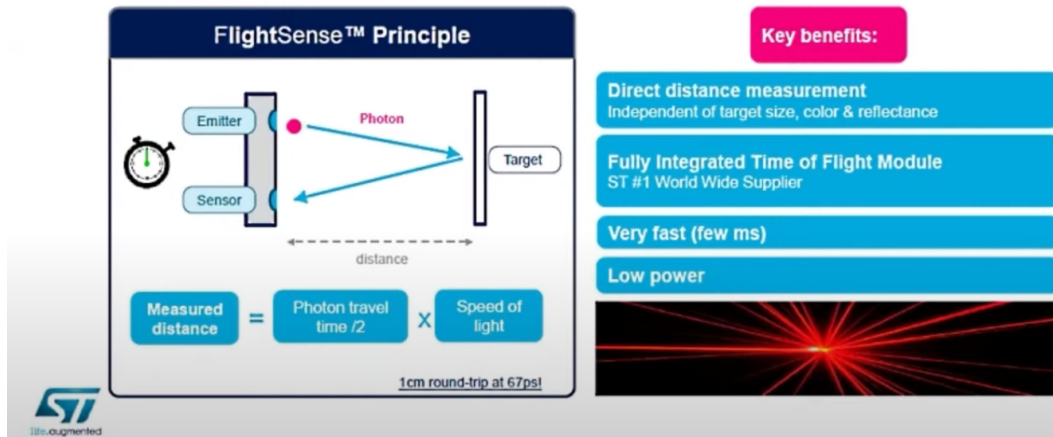 FlightSense™ Principle
Emitter
Photon
Target
Sensor
distance
Measured
distance
=
Photon travel
time /2
X
Speed of
light
1cm round-trip at 67ps!
Key benefits:
Direct distance measurement
Independent of target size, color & reflectance
Fully Integrated Time of Flight Module
ST #1 World Wide Supplier
Very fast (few ms)
Low power
ST
life.augmented